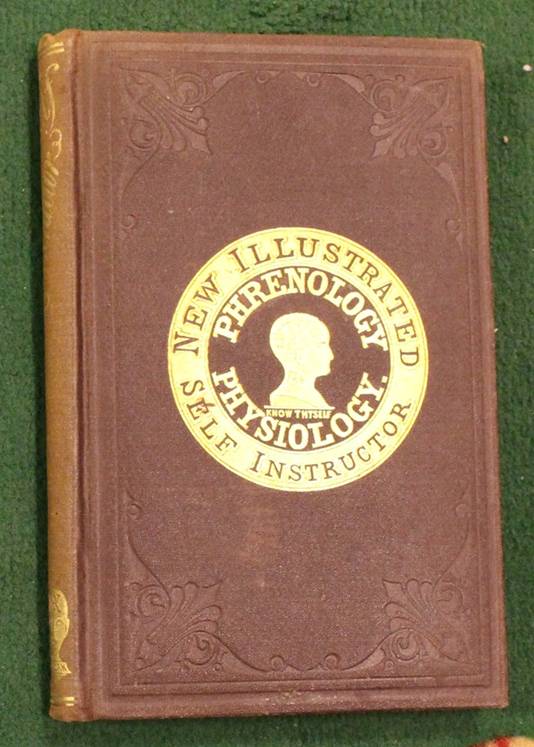 NEW ILLUSTRATED
PHRENOLOGY
KNOW THYSELF
PHYSIOLOGY.
SELF INSTRUCTOR